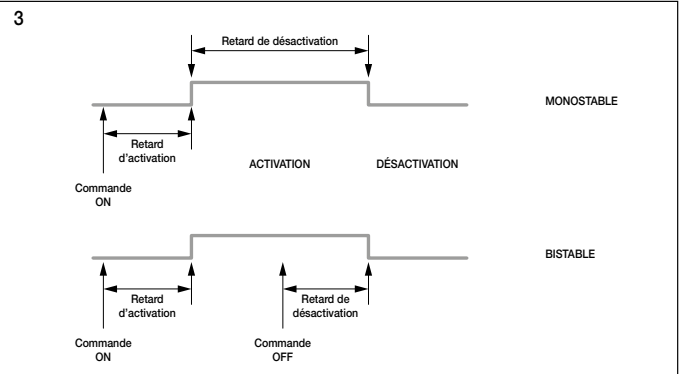 3
Retard de désactivation
MONOSTABLE
Retard
d'activation
ACTIVATION
DÉSACTIVATION
Commande
ON
BISTABLE
Retard
d'activation
Retard de
désactivation
Commande
ON
Commande
OFF